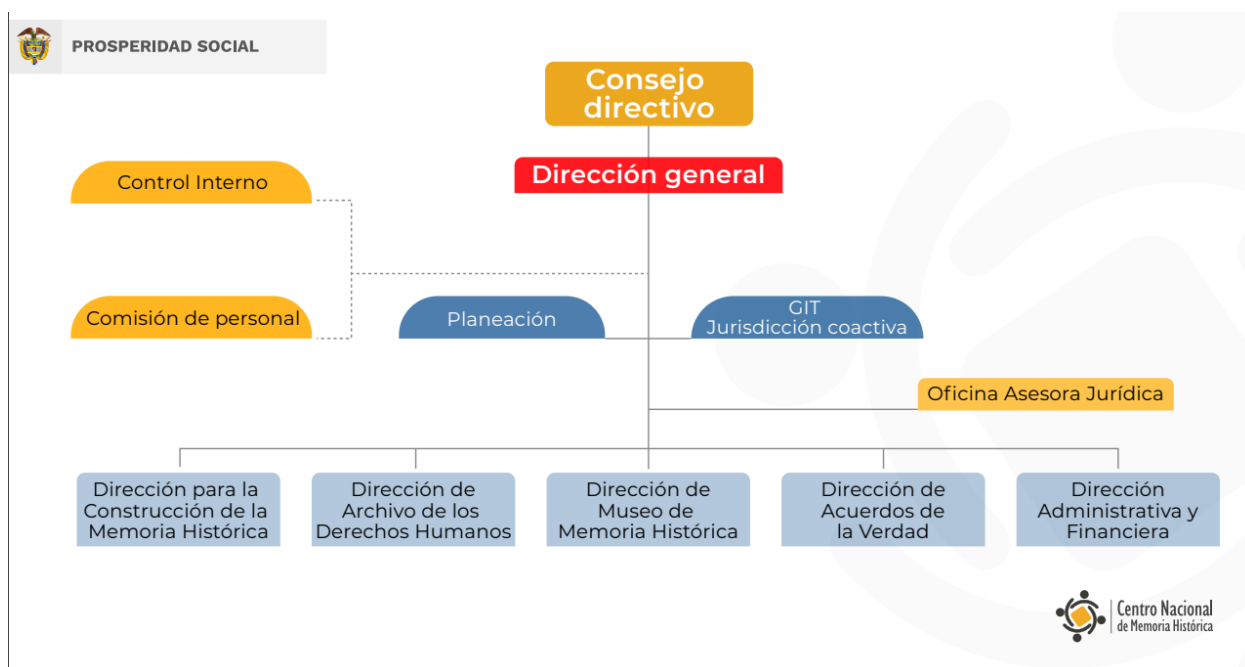 PROSPERIDAD SOCIAL
Consejo
directivo
Dirección general
Control Interno
Comisión de personal
Planeación
GIT
Jurisdicción coactiva
Oficina Asesora Jurídica
Dirección para la
Construcción de la
Memoria Histórica
Dirección de
Archivo de los
Derechos Humanos
Dirección de
Museo de
Memoria Histórica
Dirección de
Acuerdos de
la Verdad
Dirección
Administrativa y
Financiera
Centro Nacional
de Memoria Histórica